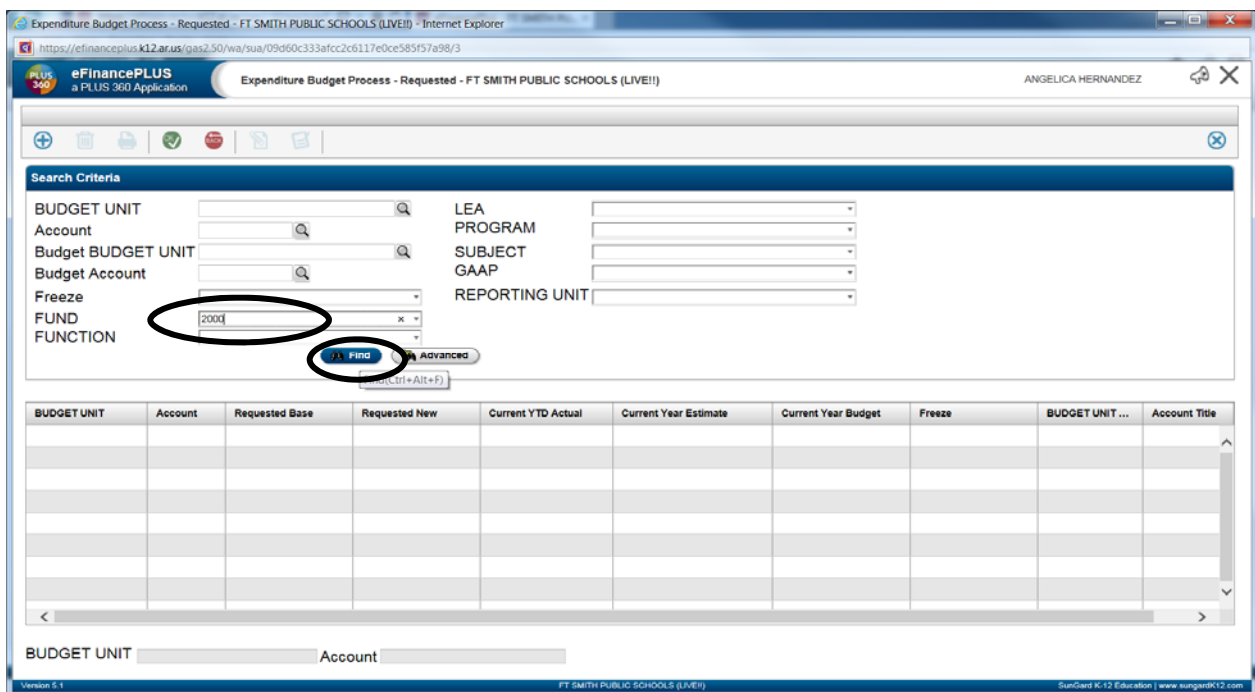 Expenditure Budget Process - Requested - FT SMITH PUBLIC SCHOOLS (LIVE!!) - Internet Explorer
https://efinanceplus.k12.ar.us/gas2.50/wa/sua/09d60c333afcc2c6117e0ce585f57a98/3
PLUS 360 eFinancePLUS
a PLUS 360 Application
Expenditure Budget Process - Requested - FT SMITH PUBLIC SCHOOLS (LIVE!!)
ANGELICA HERNANDEZ
BACK
Search Criteria
BUDGET UNIT LEA
Account PROGRAM
Budget BUDGET UNIT SUBJECT
Budget Account GAAP
Freeze REPORTING UNIT
FUND 2000
FUNCTION
Find Advanced
(Ctrl+Alt+F)
BUDGET UNIT Account Requested Base Requested New Current YTD Actual Current Year Estimate Current Year Budget Freeze BUDGET UNIT ... Account Title
BUDGET UNIT Account
Version 5.1 FT SMITH PUBLIC SCHOOLS (LIVE!!) SunGard K-12 Education | www.sungardK12.com